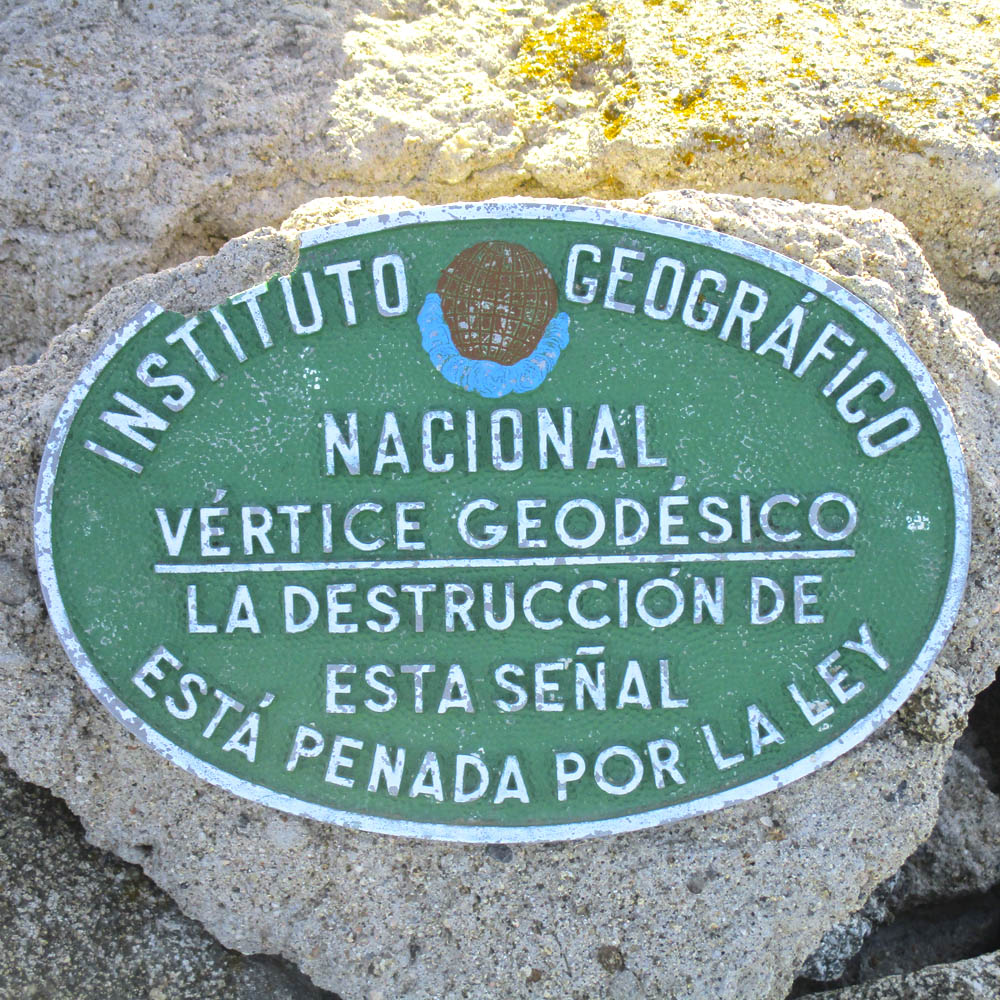 INSTITUTO GEOGRÁFICO
NACIONAL
VÉRTICE GEODÉSICO
LA DESTRUCCIÓN DE
ESTA SEÑAL
ESTÁ PENADA POR LA LEY